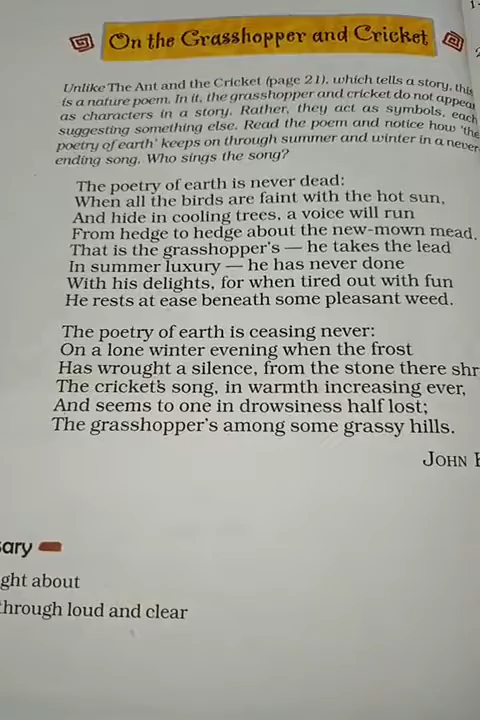 On the Grasshopper and Cricket
Unlike The Ant and the Cricket (page 21), which tells a story, this
is a nature poem. In it, the grasshopper and cricket do not appear
as characters in a story. Rather, they act as symbols, each
suggesting something else. Read the poem and notice how 'the
poetry of earth' keeps on through summer and winter in a never
ending song. Who sings the song?
The poetry of earth is never dead:
When all the birds are faint with the hot sun,
And hide in cooling trees, a voice will run
From hedge to hedge about the new-mown mead.
That is the grasshopper's — he takes the lead
In summer luxury — he has never done
With his delights, for when tired out with fun
He rests at ease beneath some pleasant weed.
The poetry of earth is ceasing never:
On a lone winter evening when the frost
Has wrought a silence, from the stone there shr
The cricket's song, in warmth increasing ever,
And seems to one in drowsiness half lost;
The grasshopper's among some grassy hills.
JOHN
sary
ght about
through loud and clear